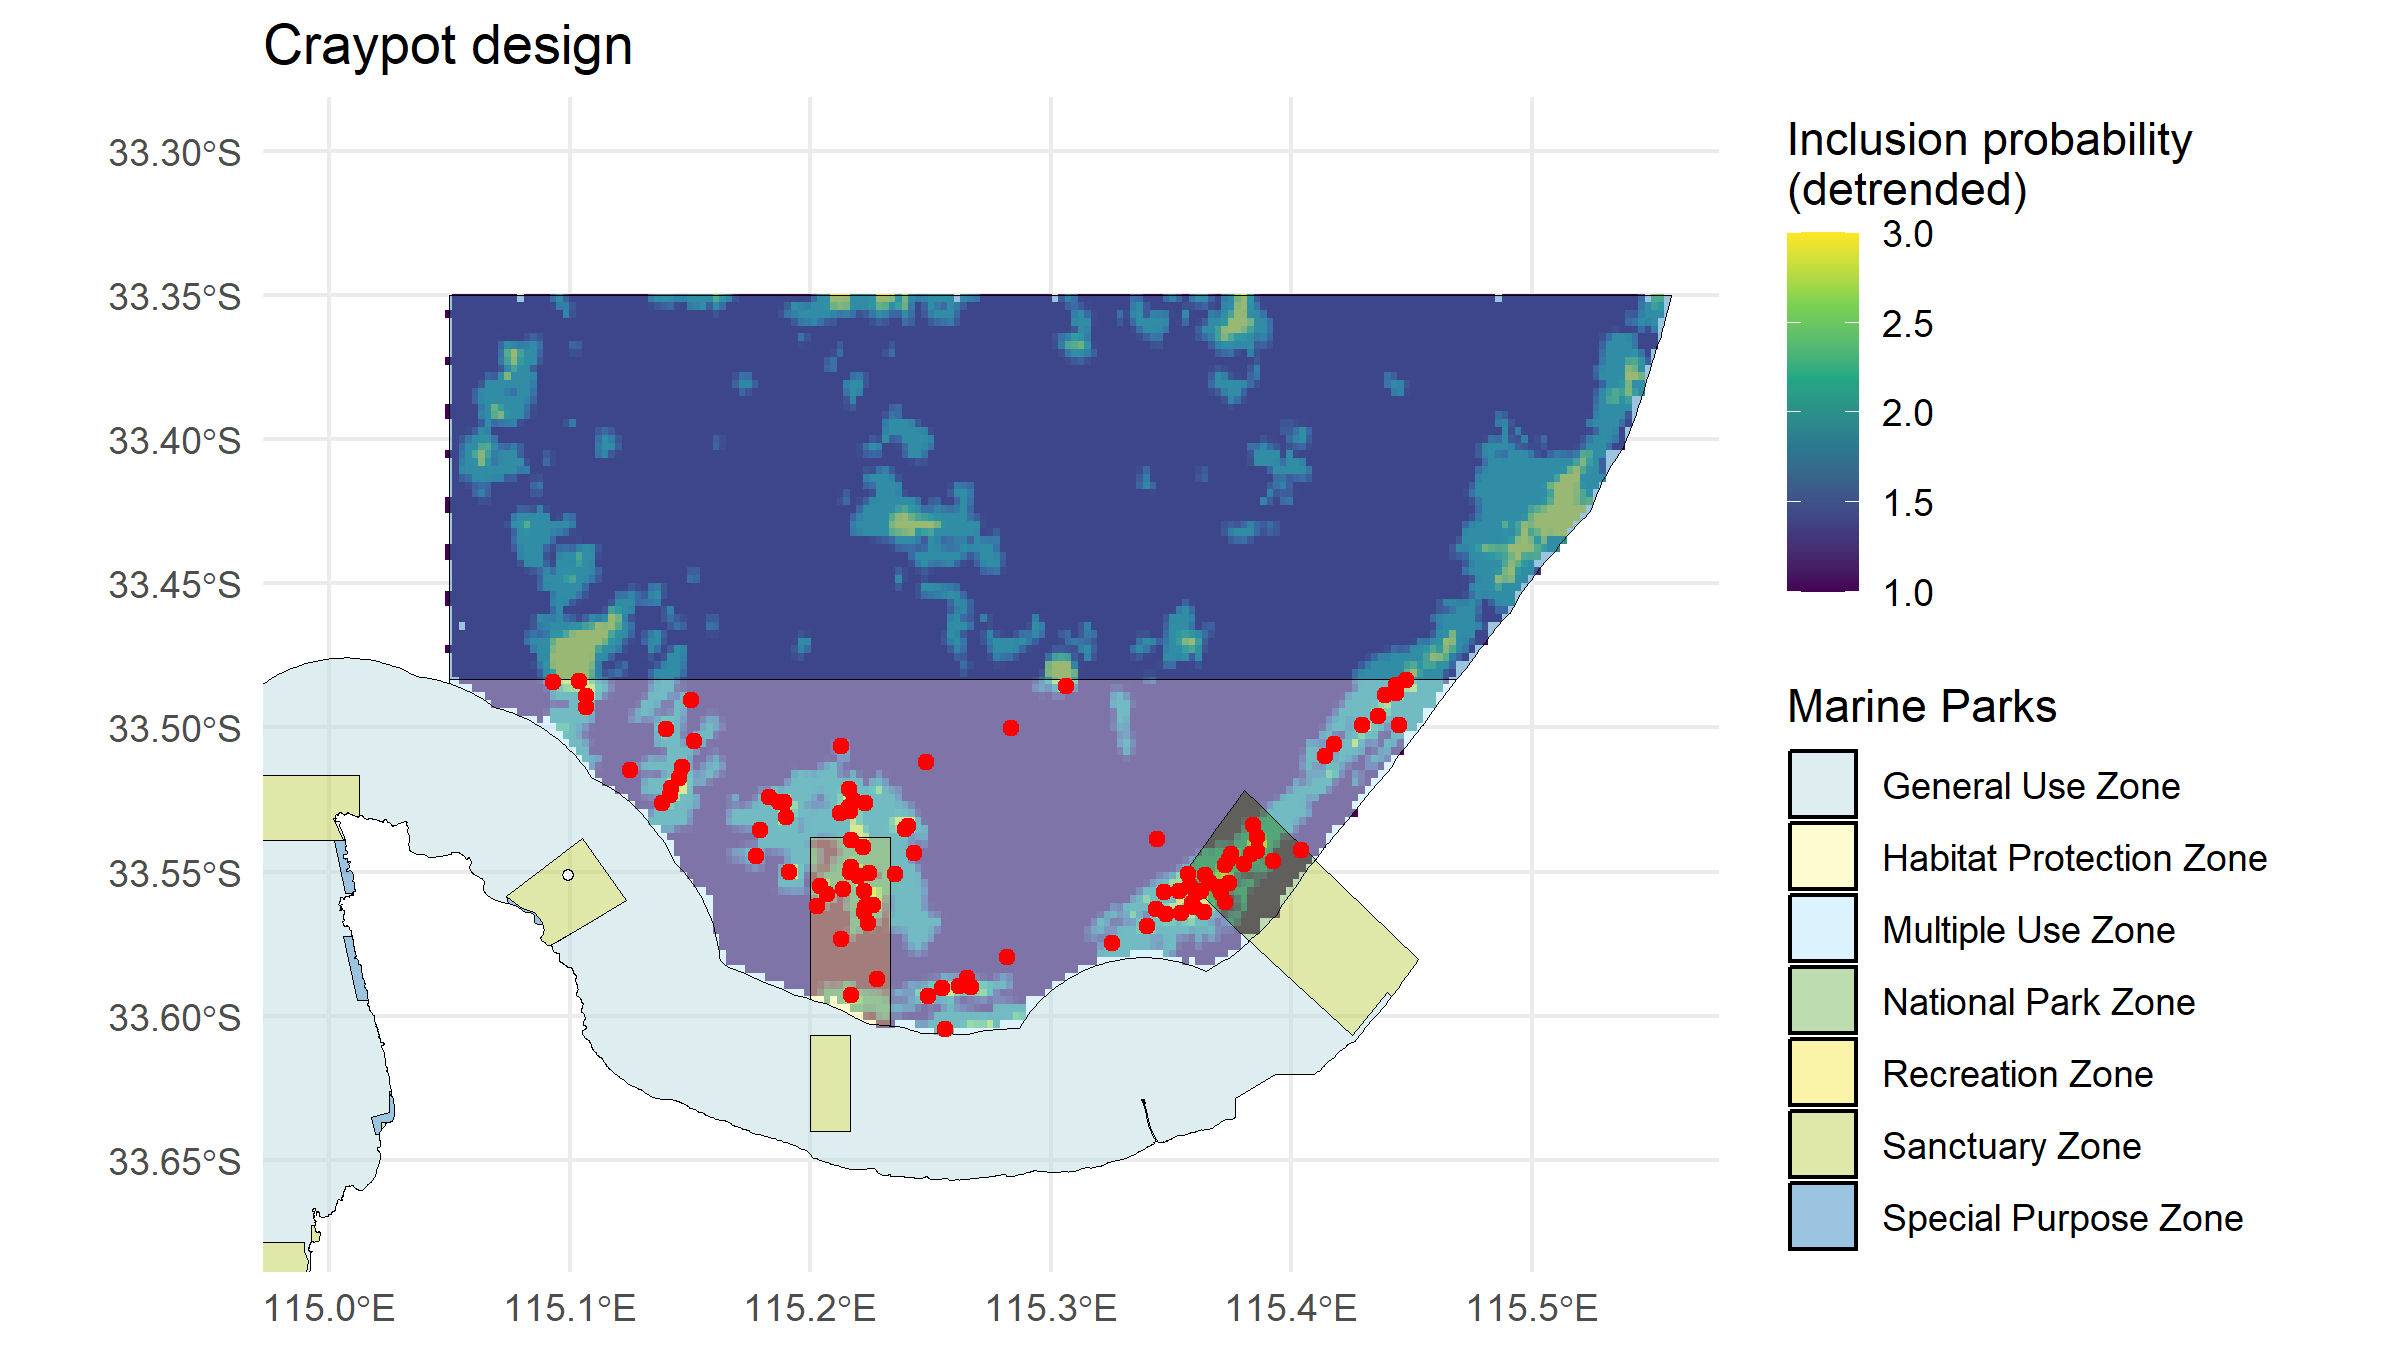 Craypot design
33.30°S
33.35°S
33.40°S
33.45°S
33.50°S
33.55°S
33.60°S
33.65°S
115.0°E
115.1°E
115.2°E
115.3°E
115.4°E
115.5°E
Inclusion probability
(detrended)
3.0
2.5
2.0
1.5
1.0
Marine Parks
General Use Zone
Habitat Protection Zone
Multiple Use Zone
National Park Zone
Recreation Zone
Sanctuary Zone
Special Purpose Zone